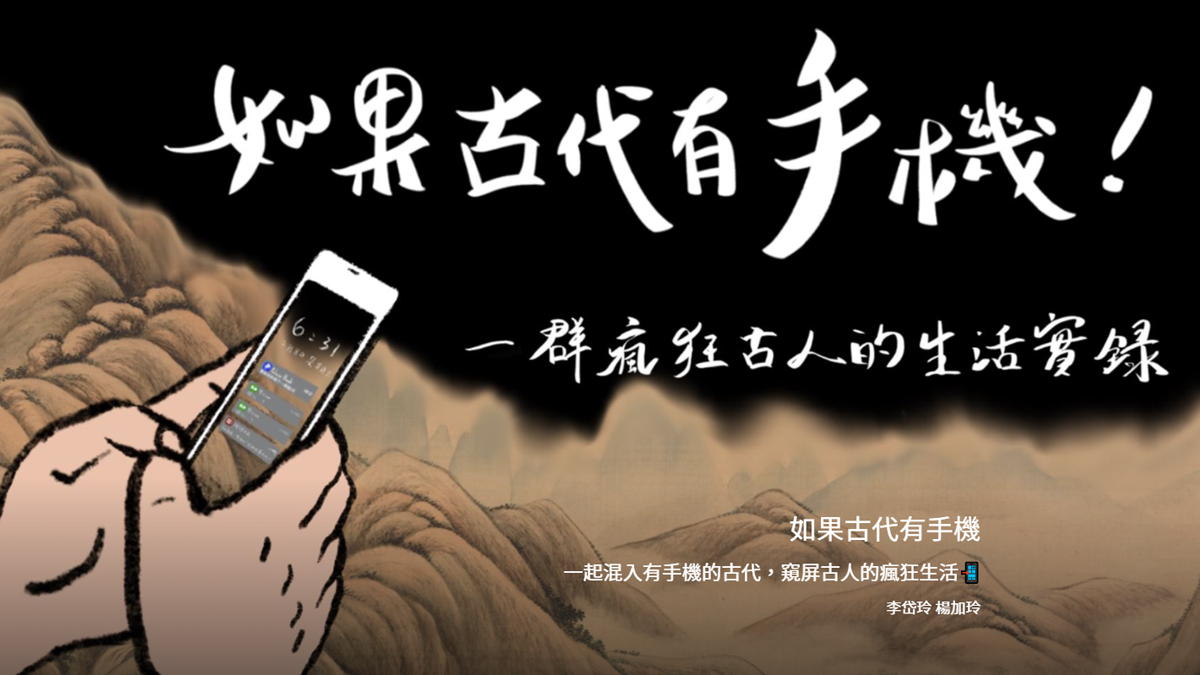 如果古代有手機！
一群瘋狂古人的生活實錄
6:31
如果古代有手機
一起混入有手機的古代，窺屏古人的瘋狂生活📲
李岱玲 楊加玲